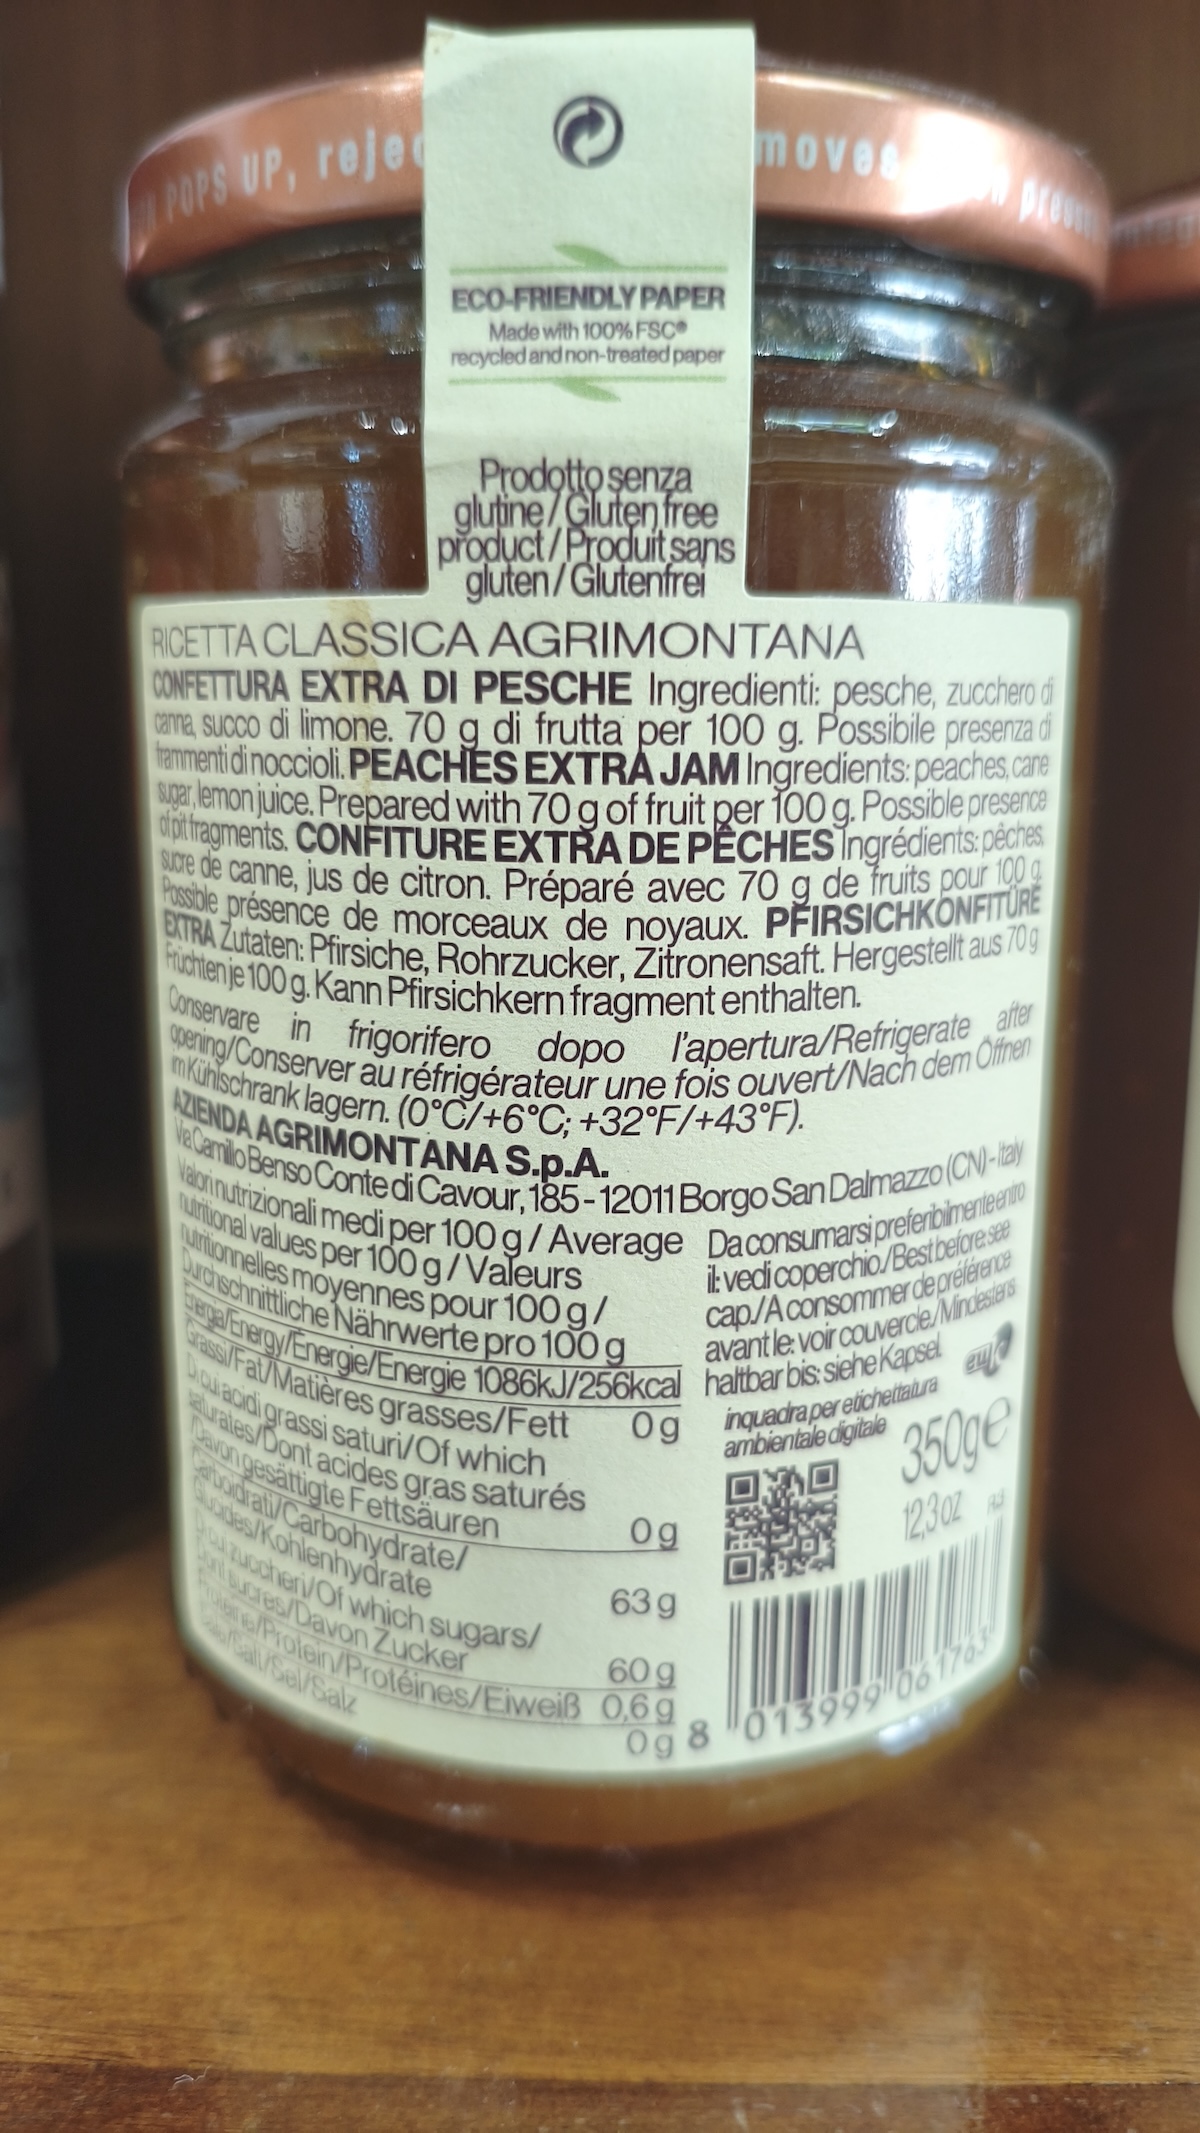 POPS UP, rejec
moves
press
ECO-FRIENDLY PAPER
Made with 100% FSC®
recycled and non-treated paper
Prodotto senza
glutine/Gluten free
product/Produit sans
gluten/Glutenfrei
RICETTA CLASSICA AGRIMONTANA
CONFETTURA EXTRA DI PESCHE Ingredienti: pesche, zucchero di
canna, succo di limone. 70 g di frutta per 100 g. Possibile presenza di
frammenti di noccioli. PEACHES EXTRA JAM Ingredients: peaches, cane
sugar, lemon juice. Prepared with 70 g of fruit per 100 g. Possible presence
of pit fragments. CONFITURE EXTRA DE PÊCHES Ingrédients: pêches,
sucre de canne, jus de citron. Préparé avec 70 g de fruits pour 100 g.
Possible présence de morceaux de noyaux. PFIRSICHKONFITÜRE
EXTRA Zutaten: Pfirsiche, Rohrzucker, Zitronensaft. Hergestellt aus 70 g
Früchten je 100 g. Kann Pfirsichkern fragment enthalten.
Conservare in frigorifero dopo l'apertura/Refrigerate after
opening/Conserver au réfrigérateur une fois ouvert/Nach dem Öffnen
im Kühlschrank lagern. (0°C/+6°C; +32°F/+43°F).
AZIENDA AGRIMONTANA S.p.A.
Via Camillo Benso Conte di Cavour, 185 - 12011 Borgo San Dalmazzo (CN) - Italy
Valori nutrizionali medi per 100 g / Average
nutritional values per 100 g / Valeurs
nutritionnelles moyennes pour 100 g /
Durchschnittliche Nährwerte pro 100 g
Energia/Energy/Énergie/Energie 1086kJ/256kcal
Grassi/Fat/Matières grasses/Fett 0 g
Di cui acidi grassi saturi/Of which
saturates/Dont acides gras saturés
/Davon gesättigte Fettsäuren 0 g
Carboidrati/Carbohydrate/
Glucides/Kohlenhydrate 63 g
Di cui zuccheri/Of which sugars/
Dont sucres/Davon Zucker 60 g
Proteine/Protein/Protéines/Eiweiß 0,6 g
Sale/Salt/Sel/Salz 0 g
Da consumarsi preferibilmente entro
il: vedi coperchio./Best before: see
cap./A consommer de préférence
avant le: voir couvercle./Mindestens
haltbar bis: siehe Kapsel.
inquadra per etichettatura
ambientale digitale
350g e
12,3 oz
8 013999 061763